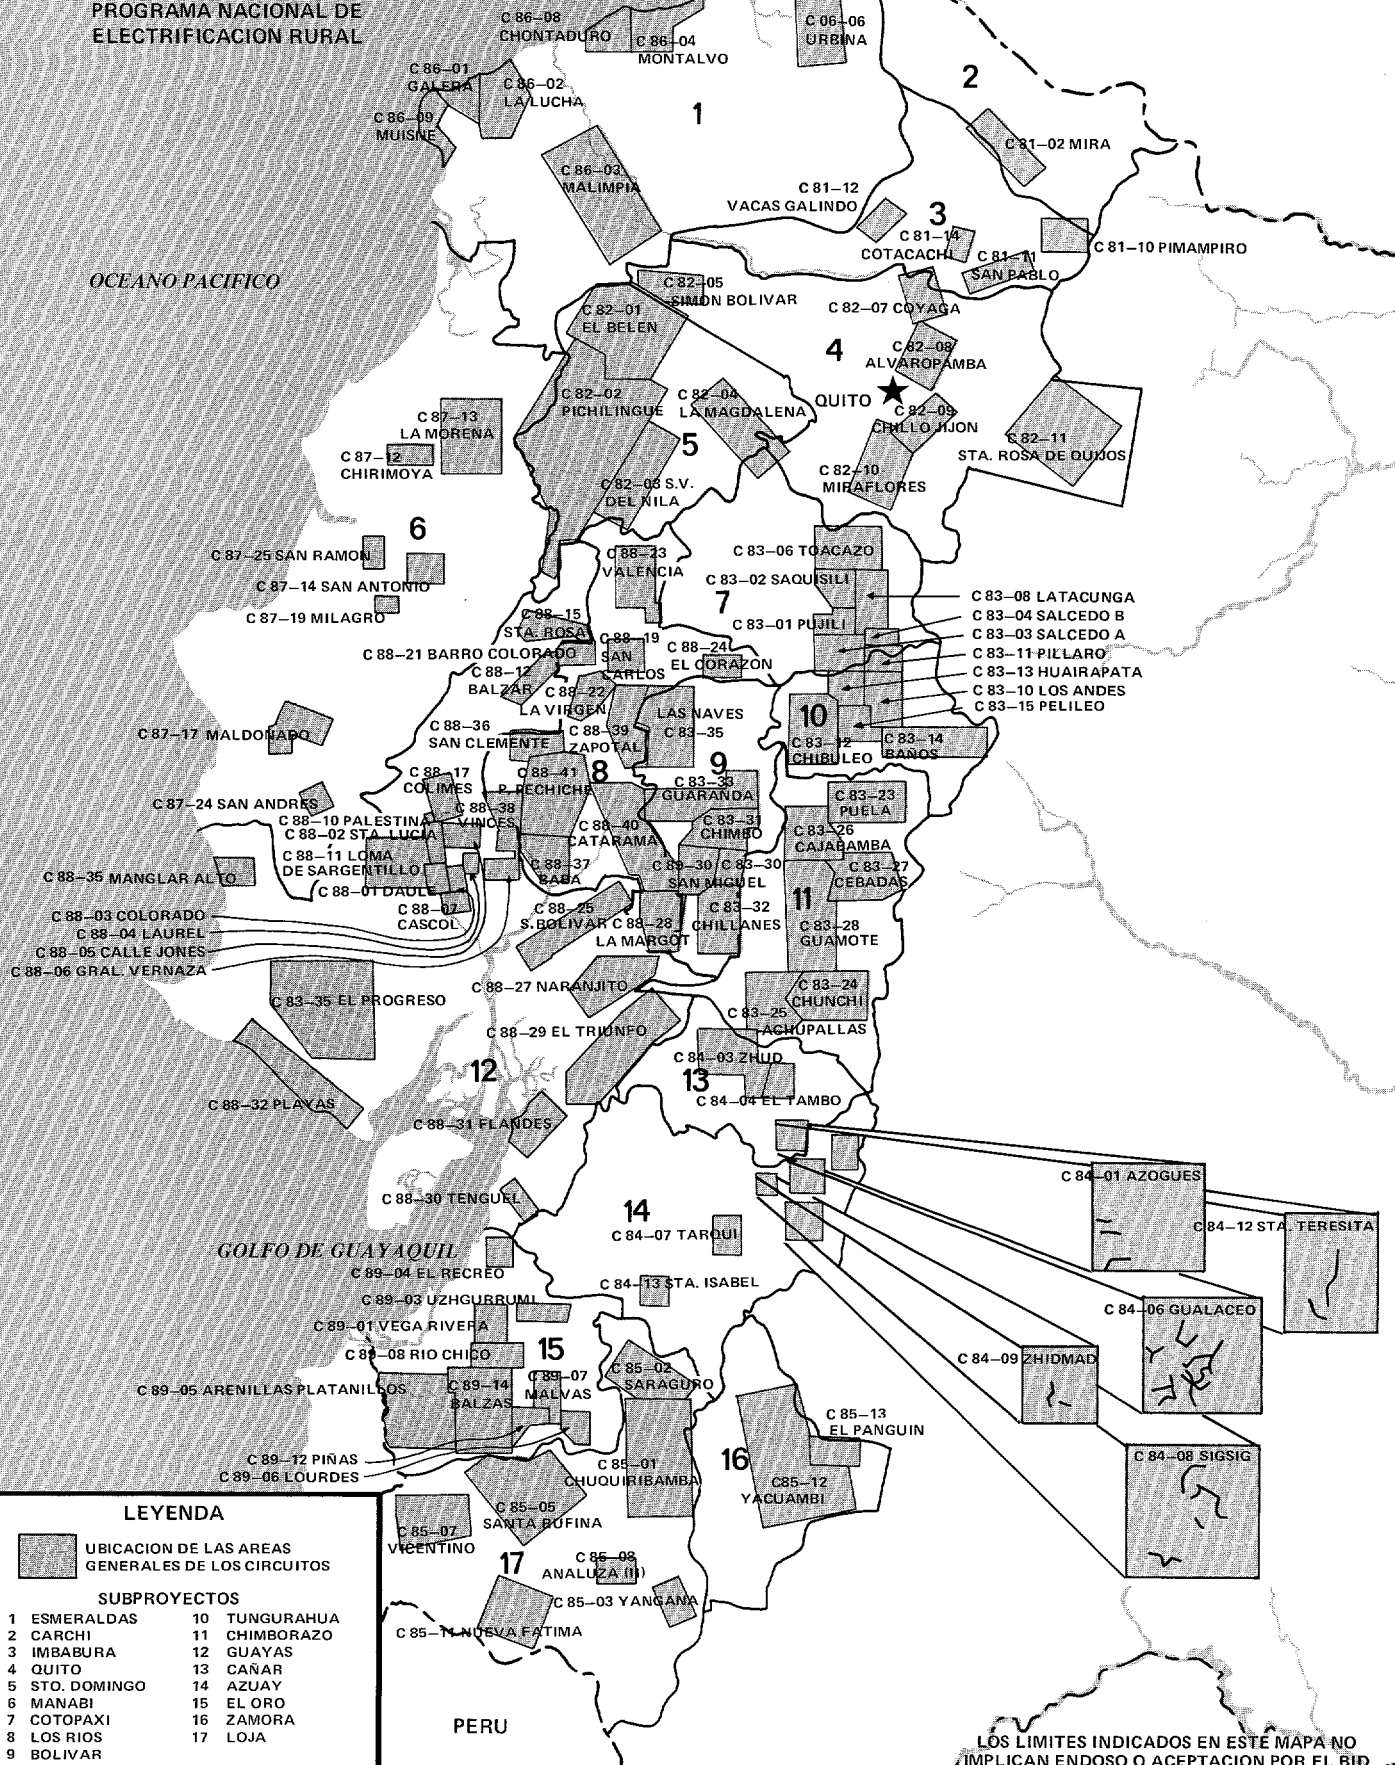 PROGRAMA NACIONAL DE
ELECTRIFICACION RURAL
C 86-08
CHONTADURO
C 86-04
MONTALVO
C 06-06
URBINA
C 86-01
GALERA
C 86-02
LA LUCHA
C 86-09
MUISNE
1
2
C 81-02 MIRA
C 86-03
MALIMPIA
C 81-12
VACAS GALINDO
3
C 81-14
COTACACHI
C 81-11
SAN PABLO
C 81-10 PIMAMPIRO
OCEANO PACIFICO
C 82-05
SIMON BOLIVAR
C 82-01
EL BELEN
C 82-07 COYAGA
4
C 82-08
ALVAROPAMBA
QUITO
C 82-02
PICHILINGUE
C 82-04
LA MAGDALENA
C 82-09
CHILLO JIJON
C 87-13
LA MORENA
5
C 82-11
STA. ROSA DE QUIJOS
C 87-12
CHIRIMOYA
C 82-10
MIRAFLORES
C 82-03 S.V.
DEL NILA
6
C 87-25 SAN RAMON
C 88-23
VALENCIA
C 83-06 TOACAZO
C 87-14 SAN ANTONIO
C 83-02 SAQUISILI
7
C 83-08 LATACUNGA
C 87-19 MILAGRO
C 88-15
STA. ROSA
C 83-01 PUJILI
C 83-04 SALCEDO B
C 83-03 SALCEDO A
C 88-21 BARRO COLORADO
C 88-19
SAN
CARLOS
C 88-24
EL CORAZON
C 83-11 PILLARO
C 83-13 HUAIRAPATA
C 83-10 LOS ANDES
C 83-15 PELILEO
C 88-12
BALZAR
C 88-22
LA VIRGEN
LAS NAVES
C 83-35
10
C 87-17 MALDONADO
C 88-36
SAN CLEMENTE
C 88-39
ZAPOTAL
C 83-12
CHIBULEO
C 83-14
BAÑOS
C 88-17
COLIMES
C 88-41
P. PECHICHE
8
9
C 83-33
GUARANDA
C 83-23
PUELA
C 87-24 SAN ANDRES
C 88-10 PALESTINA
C 88-38
VINCES
C 88-02 STA. LUCIA
C 88-40
CATARAMA
C 83-31
CHIMBO
C 83-26
CAJABAMBA
C 88-11 LOMA
DE SARGENTILLO
C 88-37
BABA
C 89-30
SAN MIGUEL
C 83-30
C 83-27
CEBADAS
C 88-35 MANGLAR ALTO
C 88-01 DAULE
11
C 88-07
CASCOL
C 88-25
S. BOLIVAR
C 88-28
LA MARGOT
C 83-32
CHILLANES
C 83-28
GUAMOTE
C 88-03 COLORADO
C 88-04 LAUREL
C 88-05 CALLE JONES
C 88-06 GRAL. VERNAZA
C 88-27 NARANJITO
C 83-24
CHUNCHI
C 83-35 EL PROGRESO
C 83-25
ACHUPALLAS
C 88-29 EL TRIUNFO
12
C 84-03 ZHUD
13
C 84-04 EL TAMBO
C 88-32 PLAYAS
C 88-31 FLANDES
C 84-01 AZOGUES
C 88-30 TENGUEL
14
C 84-07 TARQUI
C 84-12 STA. TERESITA
GOLFO DE GUAYAQUIL
C 89-04 EL RECREO
C 84-13 STA. ISABEL
C 89-03 UZHGURRUMI
C 84-06 GUALACEO
C 89-01 VEGA RIVERA
15
C 89-08 RIO CHICO
C 84-09 ZHIDMAD
C 89-05 ARENILLAS PLATANILLOS
C 89-14
BALZAS
C 89-07
MALVAS
C 85-02
SARAGURO
C 85-13
EL PANGUIN
C 89-12 PIÑAS
C 89-06 LOURDES
16
C 85-01
CHUQUIRIBAMBA
C85-12
YACUAMBI
C 84-08 SIGSIG
C 85-05
SANTA RUFINA
C 85-07
VICENTINO
17
C 85-08
ANALUZA (II)
C 85-03 YANGANA
C 85-11 NUEVA FATIMA
PERU
LEYENDA
UBICACION DE LAS AREAS
GENERALES DE LOS CIRCUITOS
SUBPROYECTOS
1 ESMERALDAS
2 CARCHI
3 IMBABURA
4 QUITO
5 STO. DOMINGO
6 MANABI
7 COTOPAXI
8 LOS RIOS
9 BOLIVAR
10 TUNGURAHUA
11 CHIMBORAZO
12 GUAYAS
13 CAÑAR
14 AZUAY
15 EL ORO
16 ZAMORA
17 LOJA
LOS LIMITES INDICADOS EN ESTE MAPA NO
IMPLICAN ENDOSO O ACEPTACION POR EL BID